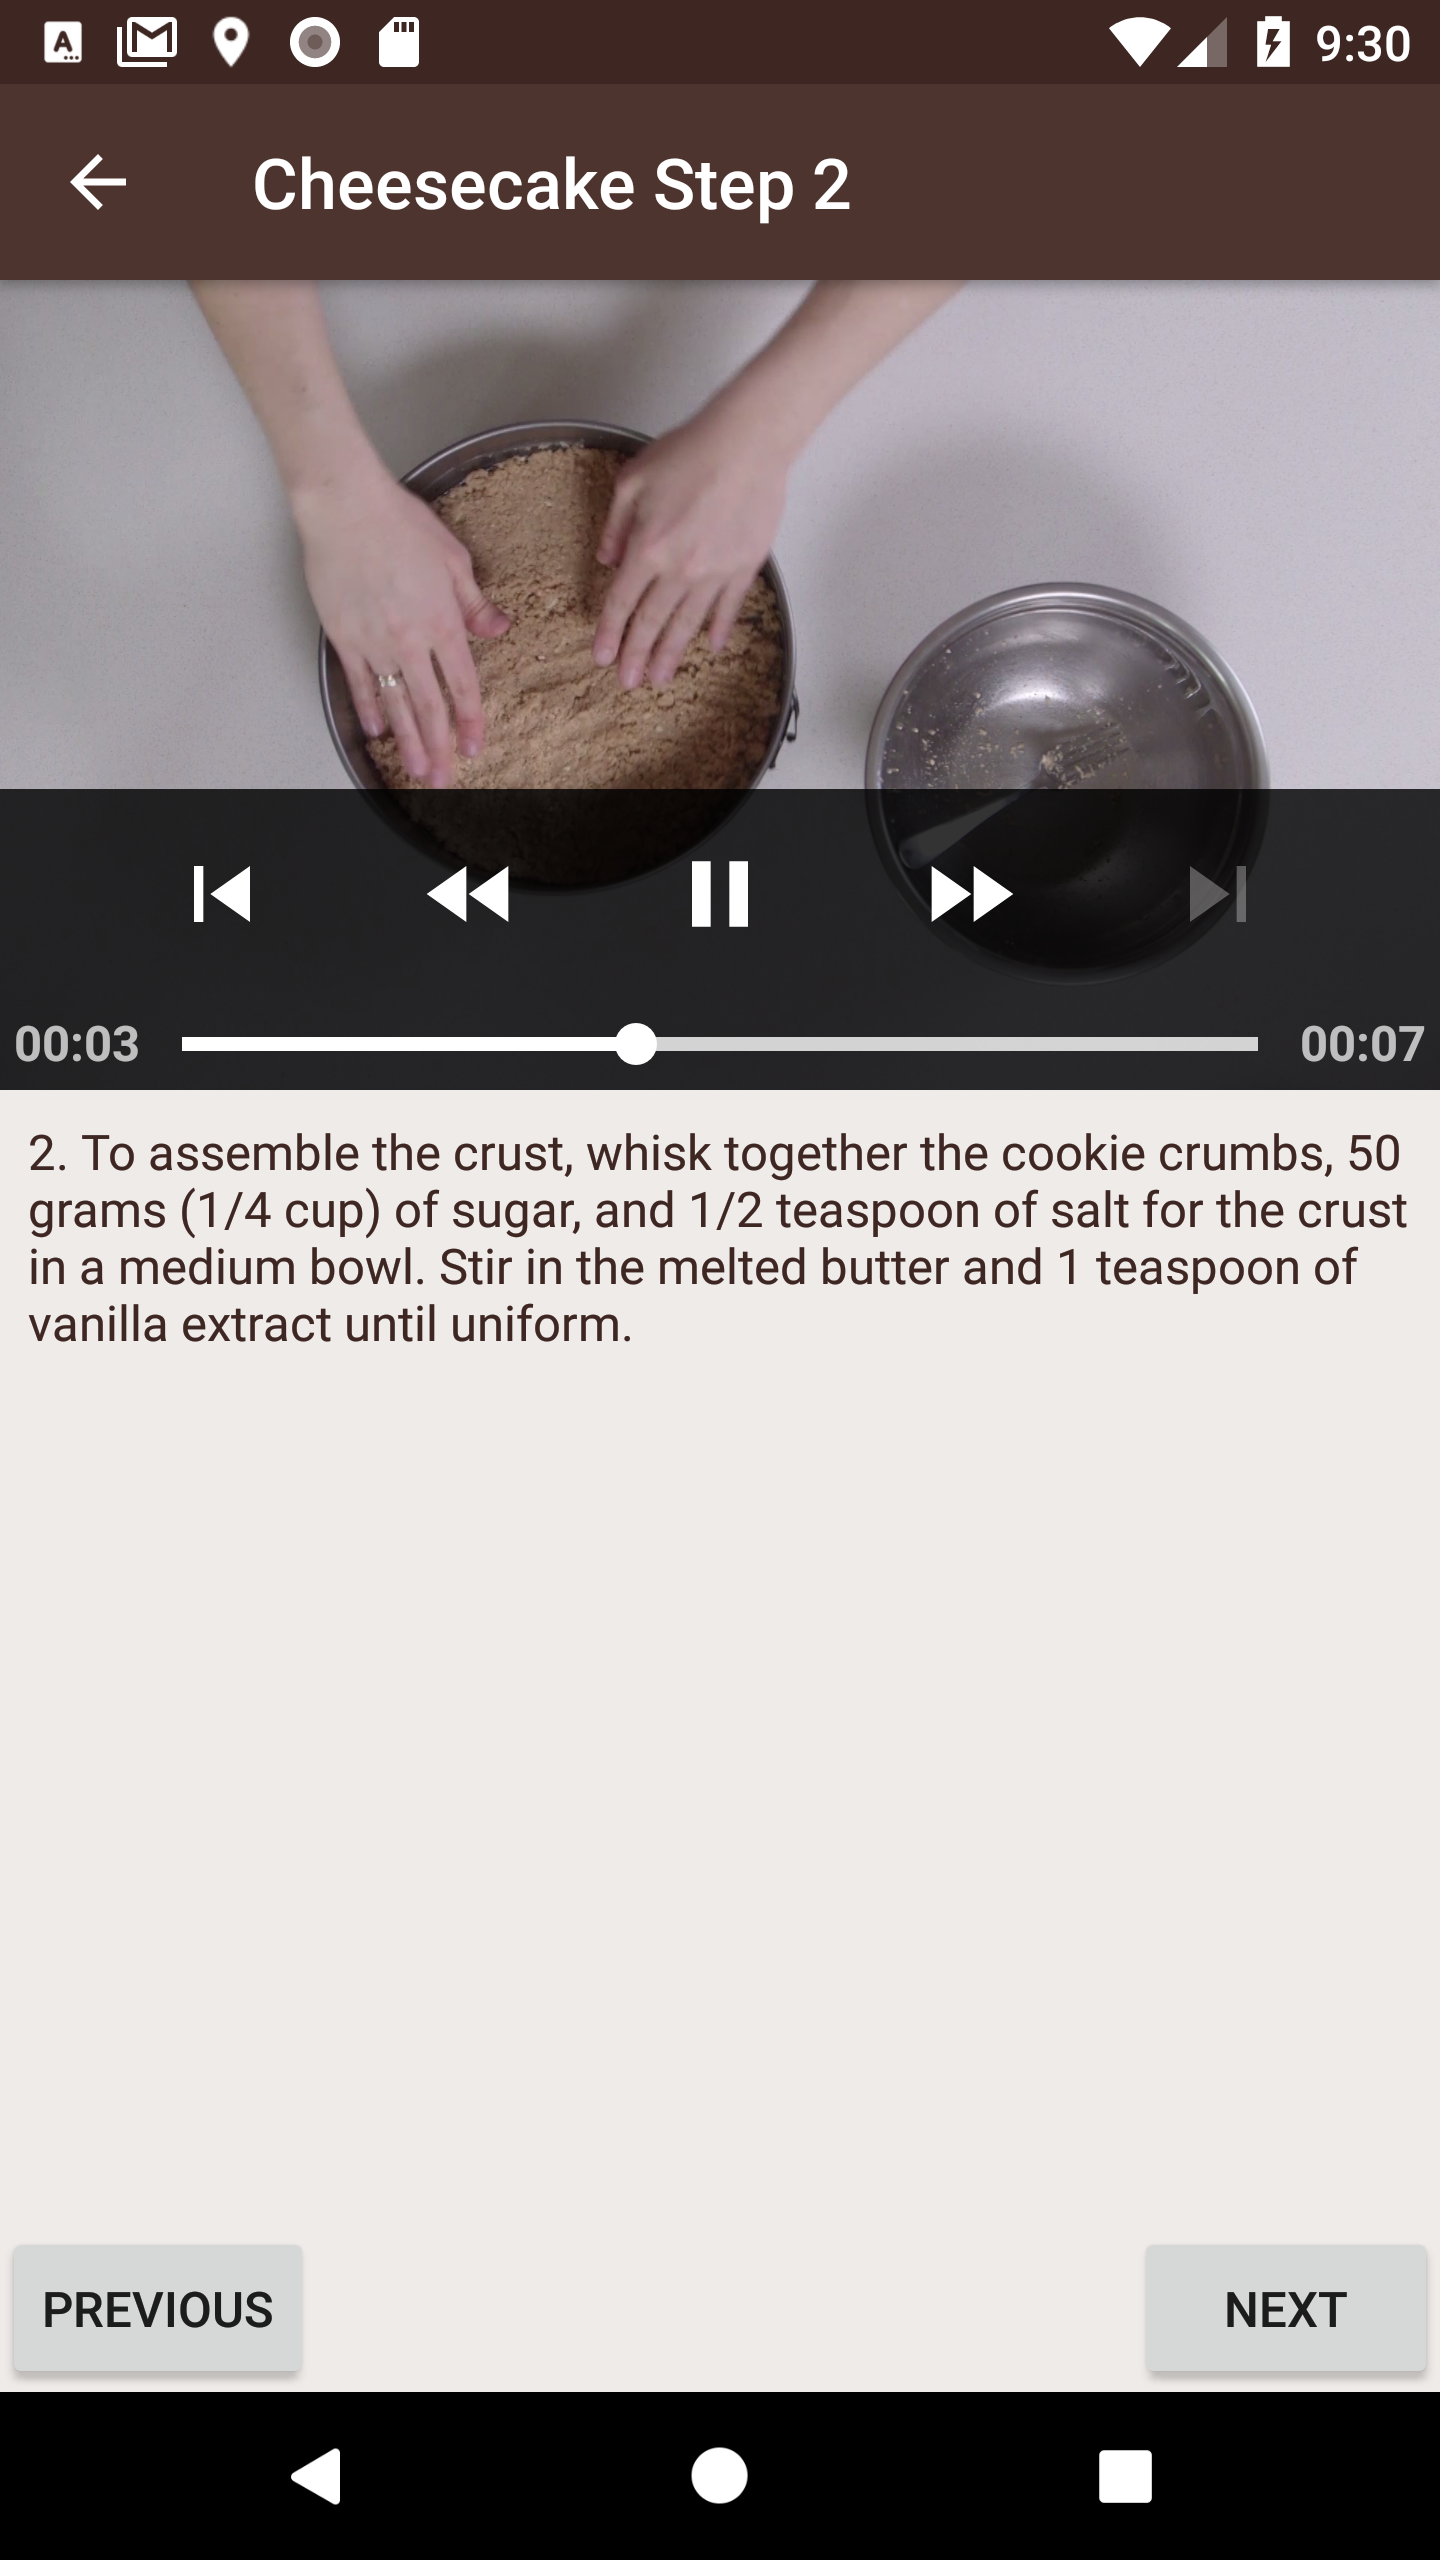 9:30
Cheesecake Step 2
00:03
00:07
2. To assemble the crust, whisk together the cookie crumbs, 50
grams (1/4 cup) of sugar, and 1/2 teaspoon of salt for the crust
in a medium bowl. Stir in the melted butter and 1 teaspoon of
vanilla extract until uniform.
PREVIOUS
NEXT